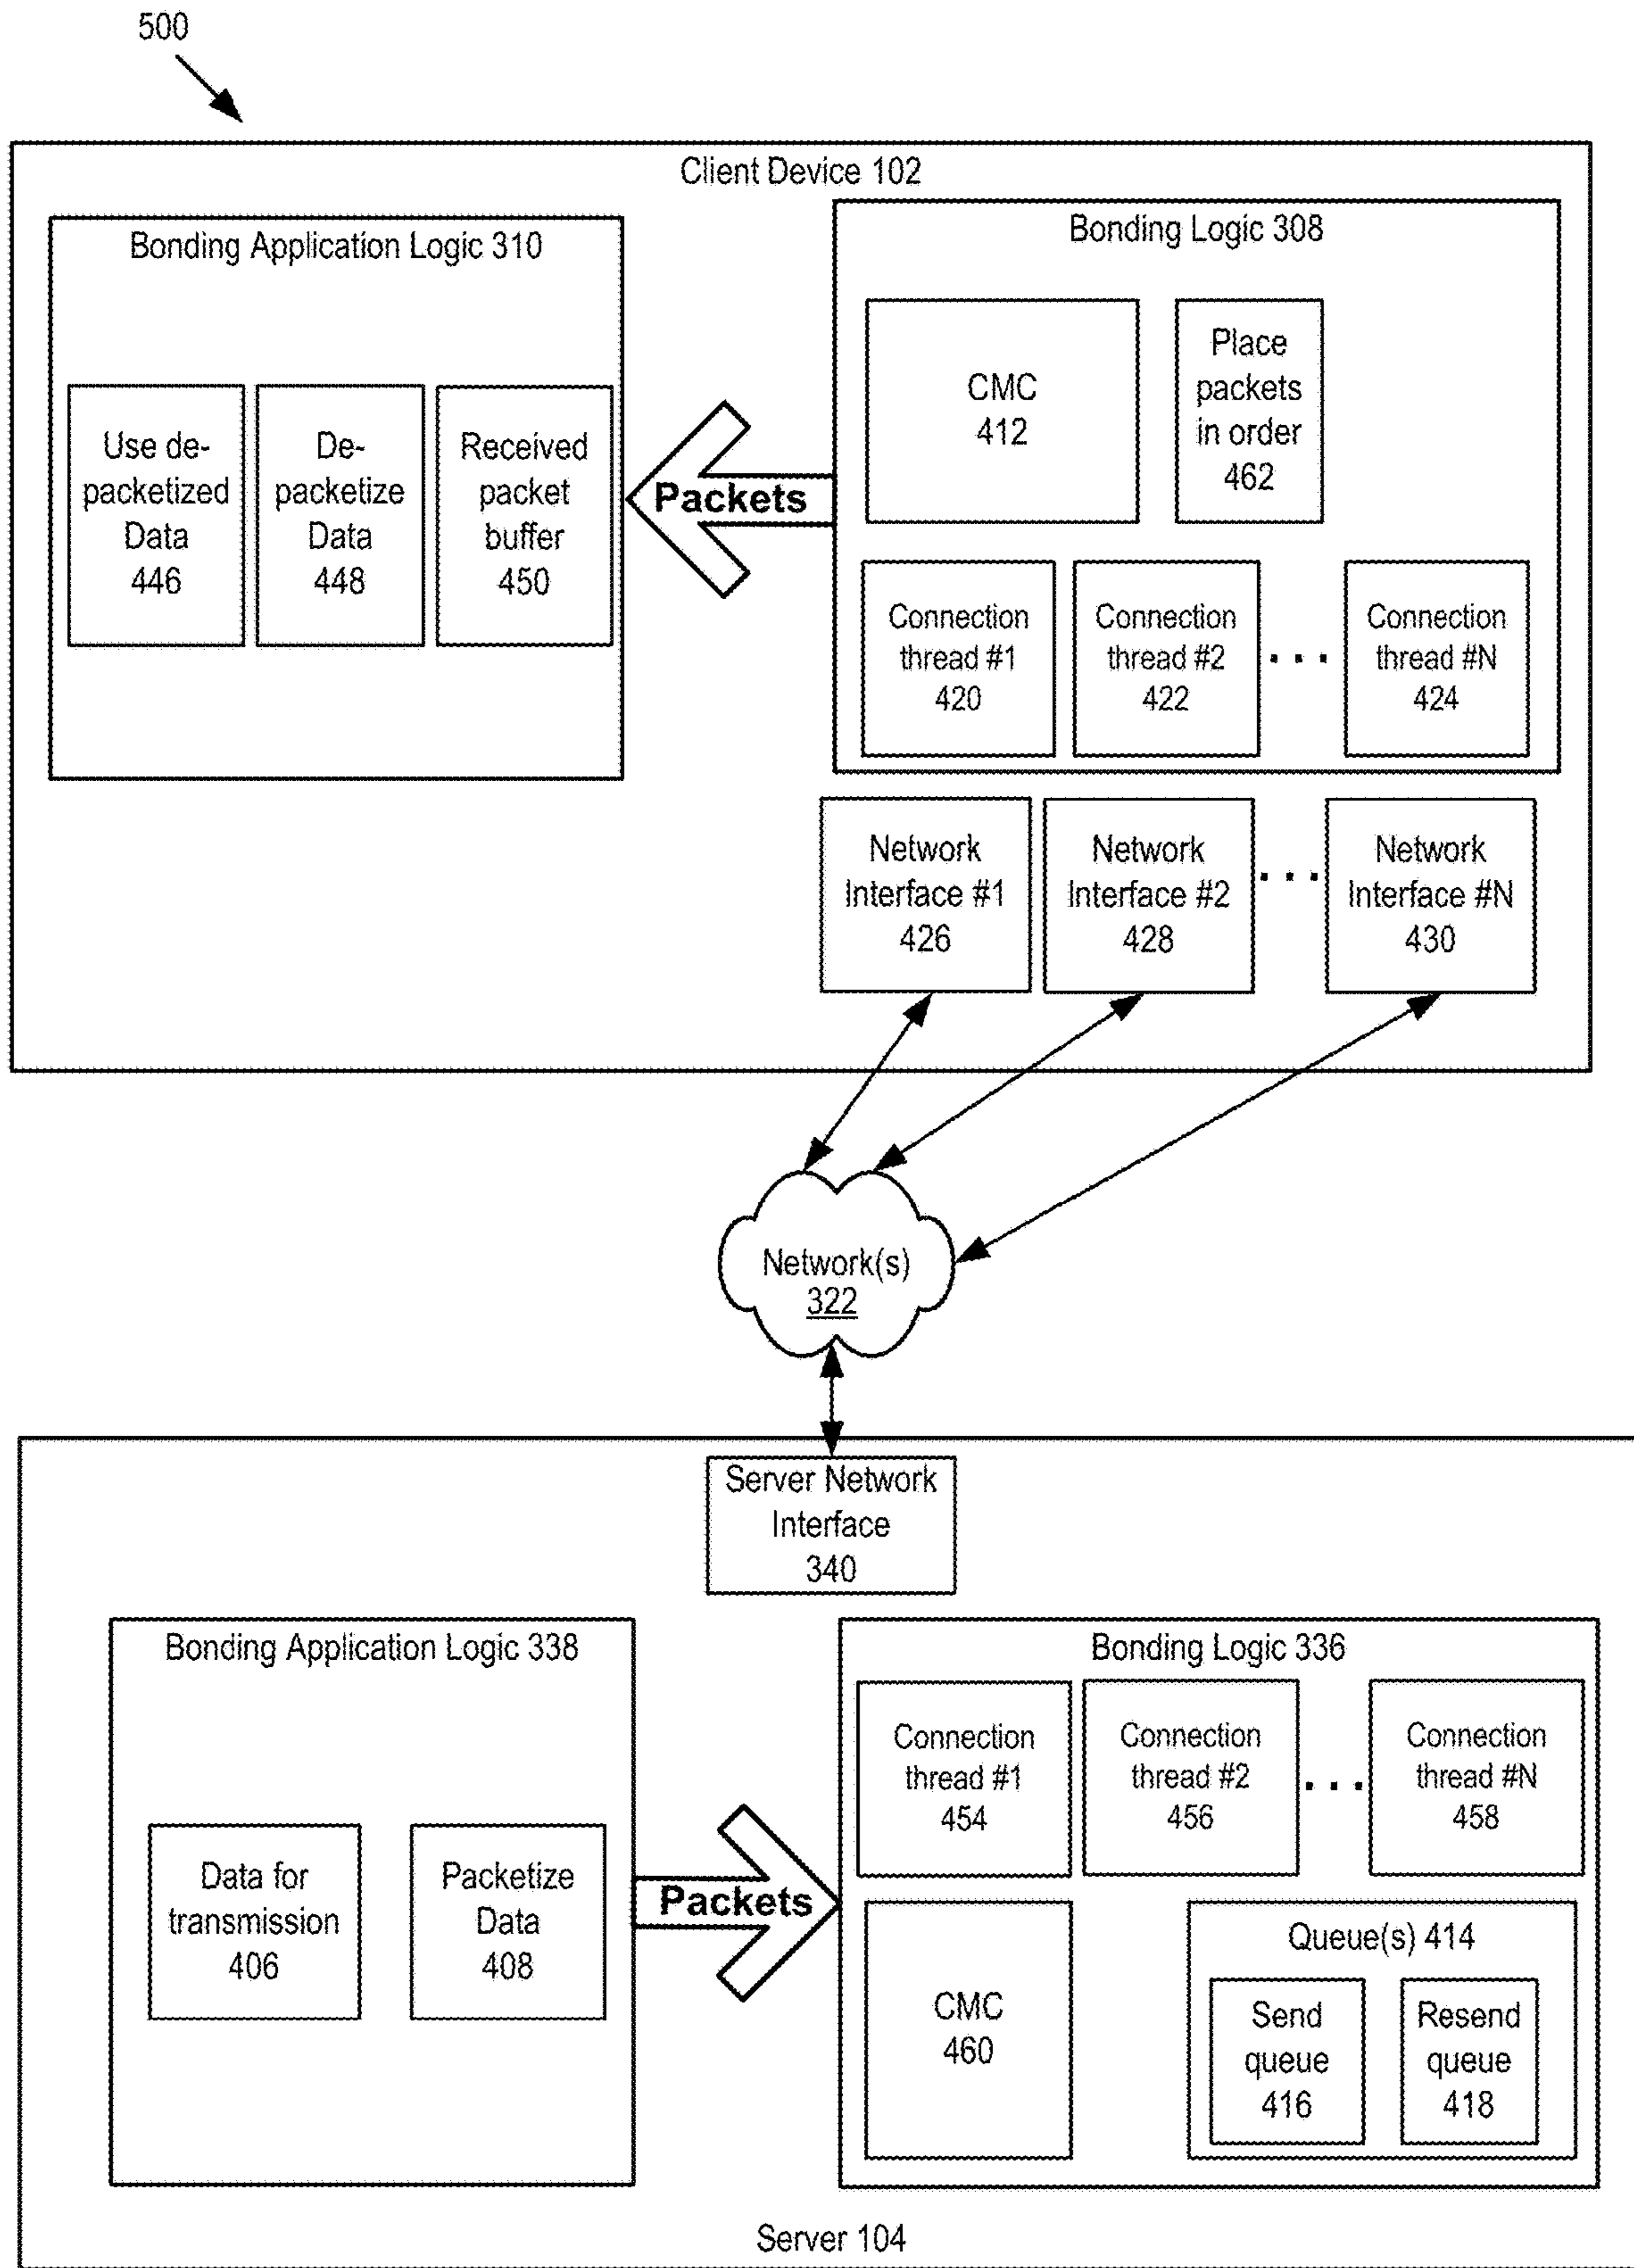 500
Client Device 102
Bonding Application Logic 310
Use de-
packetized
Data
446
De-
packetize
Data
448
Received
packet
buffer
450
Packets
Bonding Logic 308
CMC
412
Place
packets
in order
462
Connection
thread #1
420
Connection
thread #2
422
. . .
Connection
thread #N
424
Network
Interface #1
426
Network
Interface #2
428
. . .
Network
Interface #N
430
Network(s)
322
Server Network
Interface
340
Bonding Application Logic 338
Data for
transmission
406
Packetize
Data
408
Packets
Bonding Logic 336
Connection
thread #1
454
Connection
thread #2
456
. . .
Connection
thread #N
458
CMC
460
Queue(s) 414
Send
queue
416
Resend
queue
418
Server 104